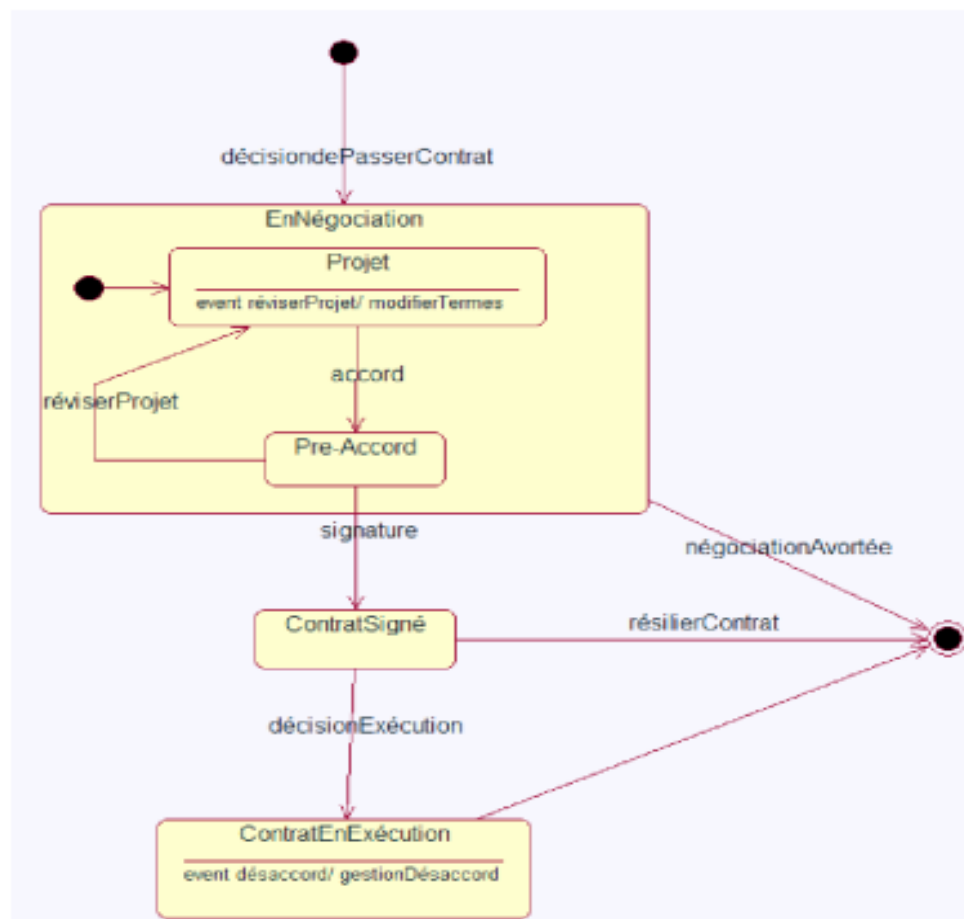 décisiondePasserContrat
EnNégociation
Projet
event réviserProjet/ modifierTermes
accord
réviserProjet
Pre-Accord
signature
négociationAvortée
ContratSigné
résilierContrat
décisionExécution
ContratEnExécution
event désaccord/ gestionDésaccord